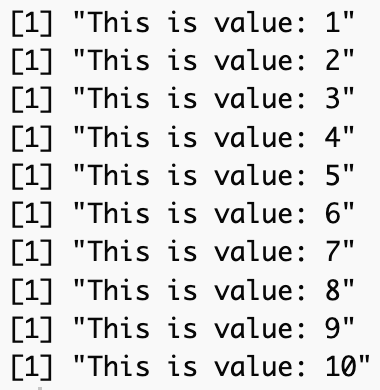 [1] "This is value: 1"
[1] "This is value: 2"
[1] "This is value: 3"
[1] "This is value: 4"
[1] "This is value: 5"
[1] "This is value: 6"
[1] "This is value: 7"
[1] "This is value: 8"
[1] "This is value: 9"
[1] "This is value: 10"